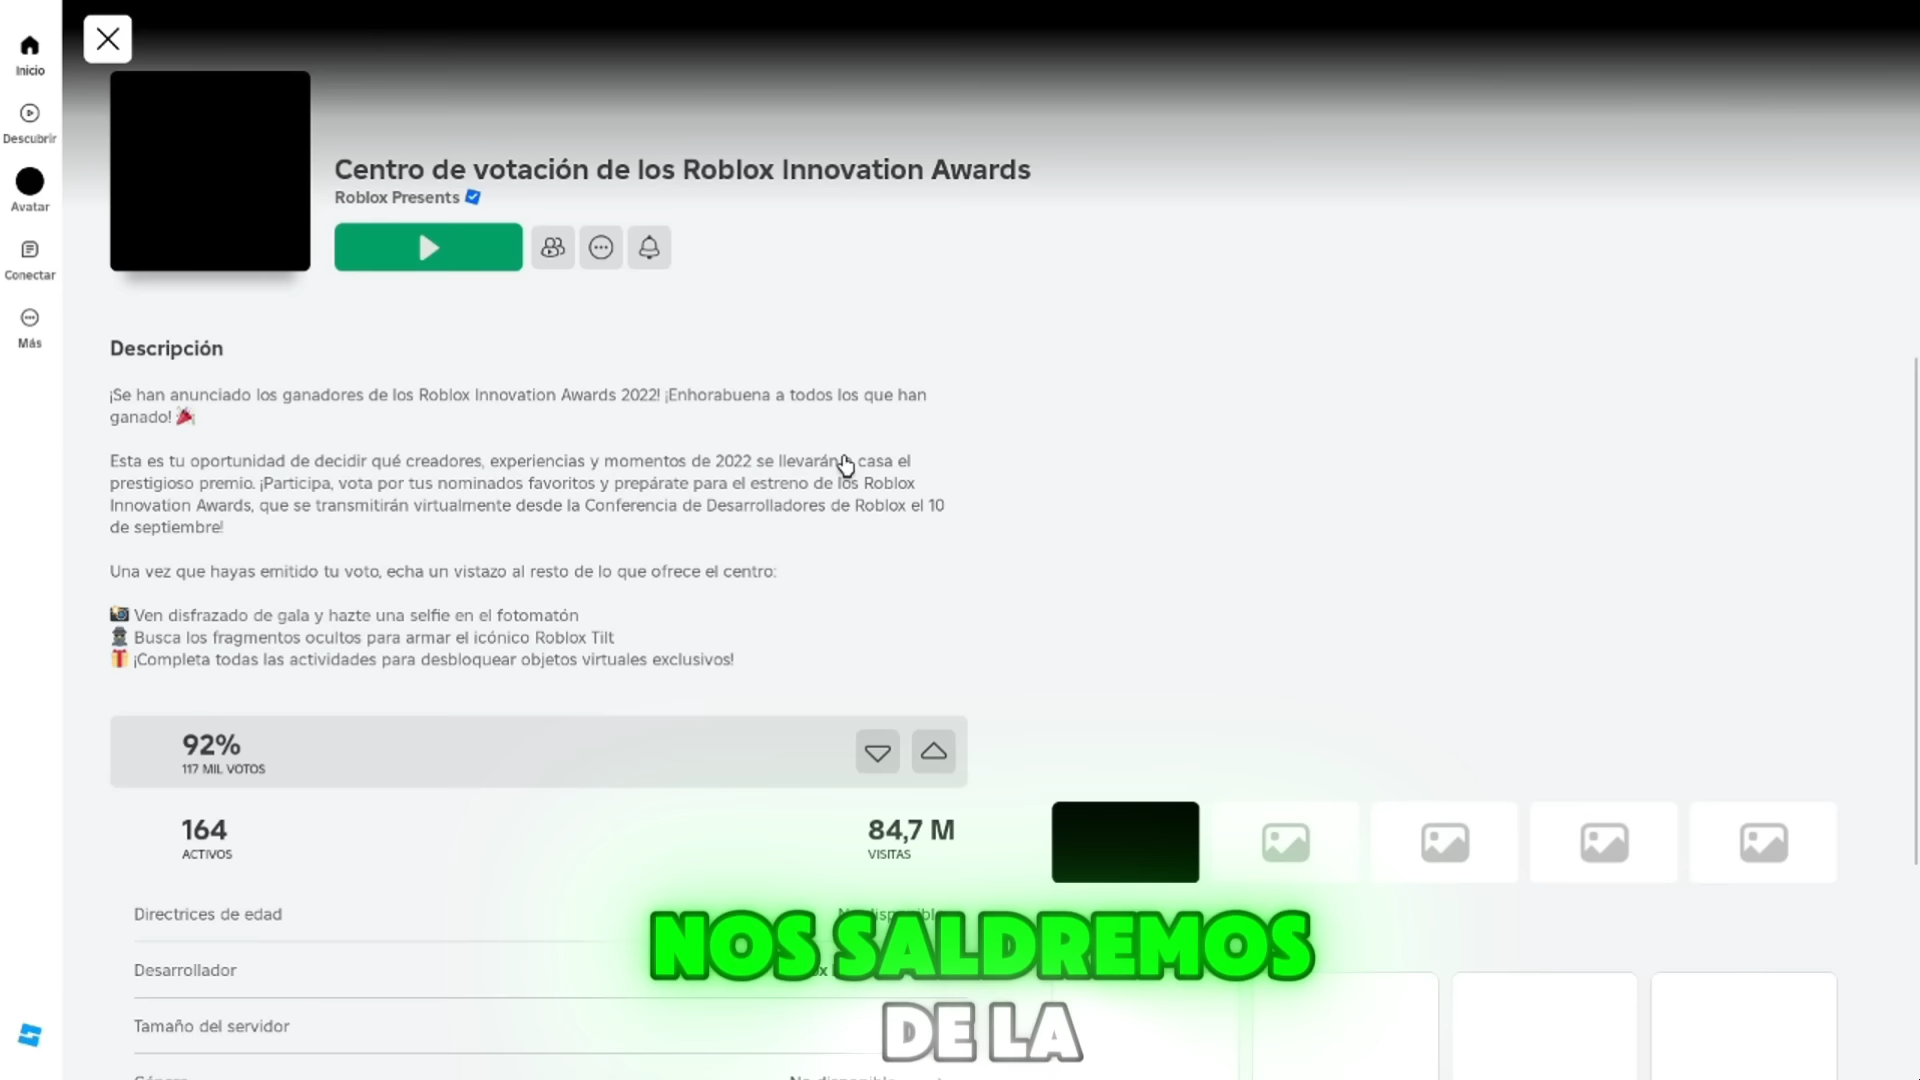 Inicio
Descubrir
Avatar
Conectar
Más
Centro de votación de los Roblox Innovation Awards
Roblox Presents
Descripción
¡Se han anunciado los ganadores de los Roblox Innovation Awards 2022! ¡Enhorabuena a todos los que han
ganado! 🎉
Esta es tu oportunidad de decidir qué creadores, experiencias y momentos de 2022 se llevarán casa el
prestigioso premio. ¡Participa, vota por tus nominados favoritos y prepárate para el estreno de los Roblox
Innovation Awards, que se transmitirán virtualmente desde la Conferencia de Desarrolladores de Roblox el 10
de septiembre!
Una vez que hayas emitido tu voto, echa un vistazo al resto de lo que ofrece el centro:
📸 Ven disfrazado de gala y hazte una selfie en el fotomatón
🕵 Busca los fragmentos ocultos para armar el icónico Roblox Tilt
🎁 ¡Completa todas las actividades para desbloquear objetos virtuales exclusivos!
92%
117 MIL VOTOS
164
ACTIVOS
84,7 M
VISITAS
Directrices de edad
Desarrollador
Tamaño del servidor
NOS SALDREMOS
DE LA